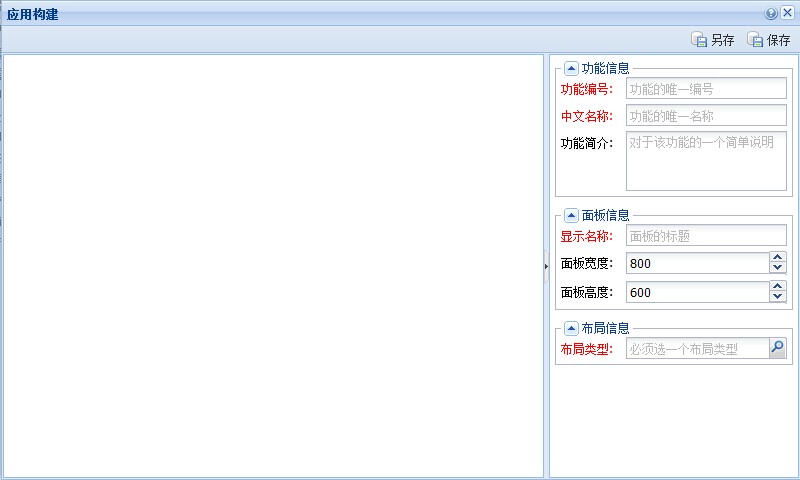 应用构建
另存 保存
功能信息
功能编号: 功能的唯一编号
中文名称: 功能的唯一名称
功能简介: 对于该功能的一个简单说明
面板信息
显示名称: 面板的标题
面板宽度: 800
面板高度: 600
布局信息
布局类型: 必须选一个布局类型